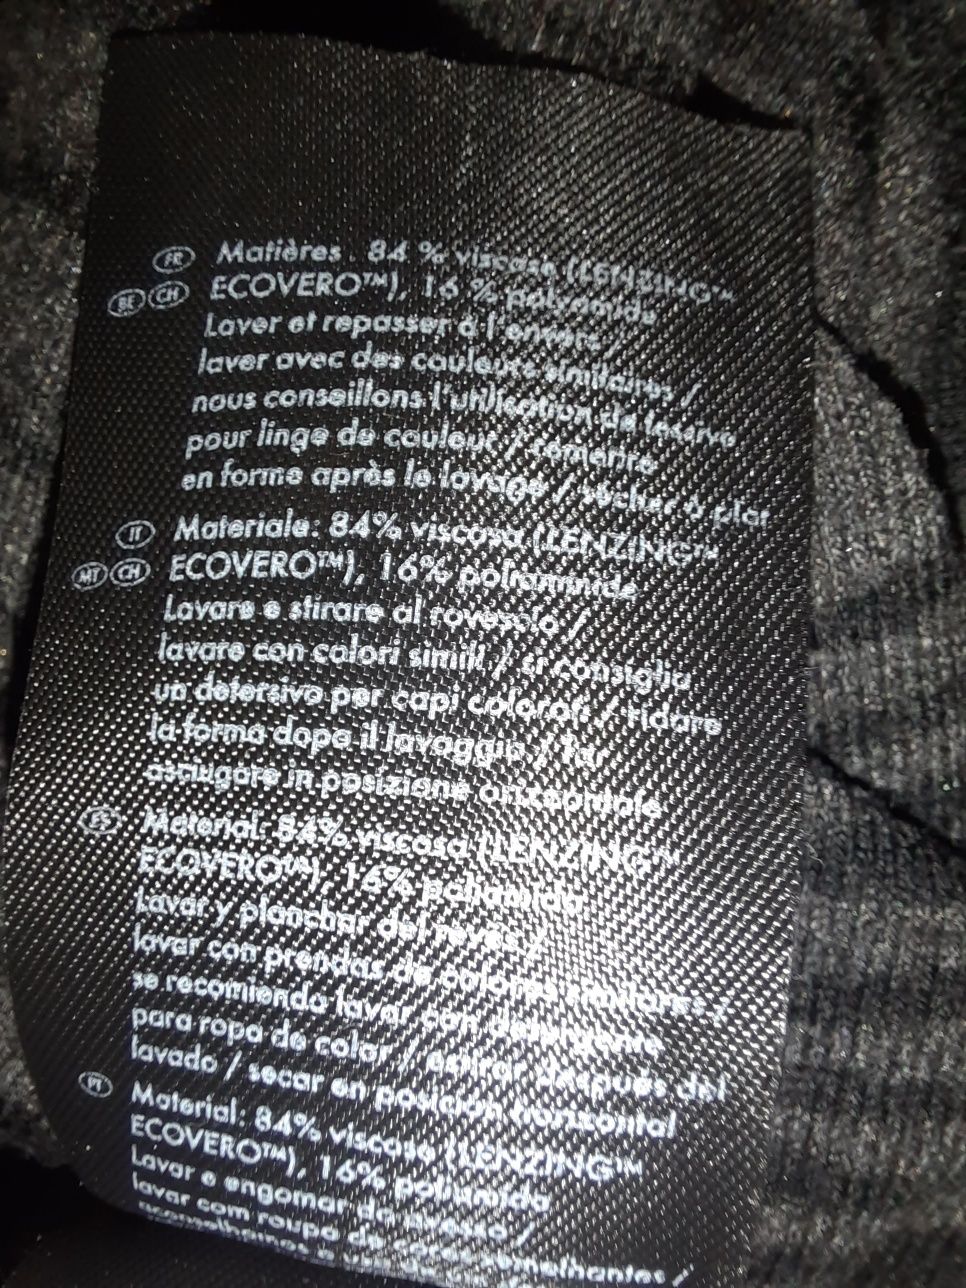 FR Matières : 84 % viscose (LENZING™
BE CH ECOVERO™), 16 % polyamide
Laver et repasser à l'envers /
laver avec des couleurs similaires /
nous conseillons l'utilisation de lessive
pour linge de couleur / remettre
en forme après le lavage / sécher à plat
IT Materiale: 84% viscosa (LENZING™
MT CH ECOVERO™), 16% poliammide
Lavare e stirare al rovescio /
lavare con colori simili / si consiglia
un detersivo per capi colorati / ridare
la forma dopo il lavaggio / far
asciugare in posizione orizzontale
ES Material: 84% viscosa (LENZING™
ECOVERO™), 16% poliamida
Lavar y planchar del revés /
lavar con prendas de colores similares /
se recomienda lavar con detergente
para ropa de color / estirar después del
lavado / secar en posición horizontal
PT Material: 84% viscose (LENZING™
ECOVERO™), 16% poliamida
Lavar e engomar do avesso /
lavar com roupa de cores semelhantes /